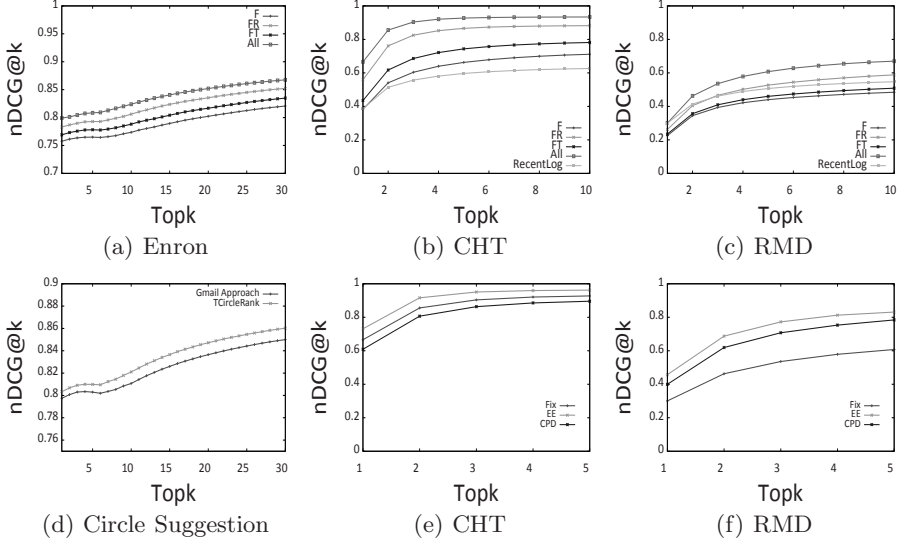 nDCG@k
1
0.95
0.9
0.85
0.8
0.75
0.7
5 10 15 20 25 30
F
FR
FT
All
Topk
(a) Enron
nDCG@k
1
0.8
0.6
0.4
0.2
0
2 4 6 8 10
F
FR
FT
All
RecentLog
Topk
(b) CHT
nDCG@k
1
0.8
0.6
0.4
0.2
0
2 4 6 8 10
F
FR
FT
All
RecentLog
Topk
(c) RMD
nDCG@k
0.9
0.88
0.86
0.84
0.82
0.8
0.78
0.76
5 10 15 20 25 30
Gmail Approach
TCircleRank
Topk
(d) Circle Suggestion
nDCG@k
1
0.8
0.6
0.4
0.2
0
1 2 3 4 5
Fix
EE
CPD
Topk
(e) CHT
nDCG@k
1
0.8
0.6
0.4
0.2
0
1 2 3 4 5
Fix
EE
CPD
Topk
(f) RMD